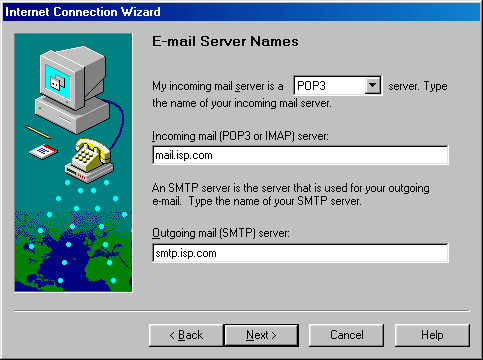 Internet Connection Wizard
E-mail Server Names
My incoming mail server is a POP3 server. Type
the name of your incoming mail server.
Incoming mail (POP3 or IMAP) server:
mail.isp.com
An SMTP server is the server that is used for your outgoing
e-mail. Type the name of your SMTP server.
Outgoing mail (SMTP) server:
smtp.isp.com
< Back Next > Cancel Help